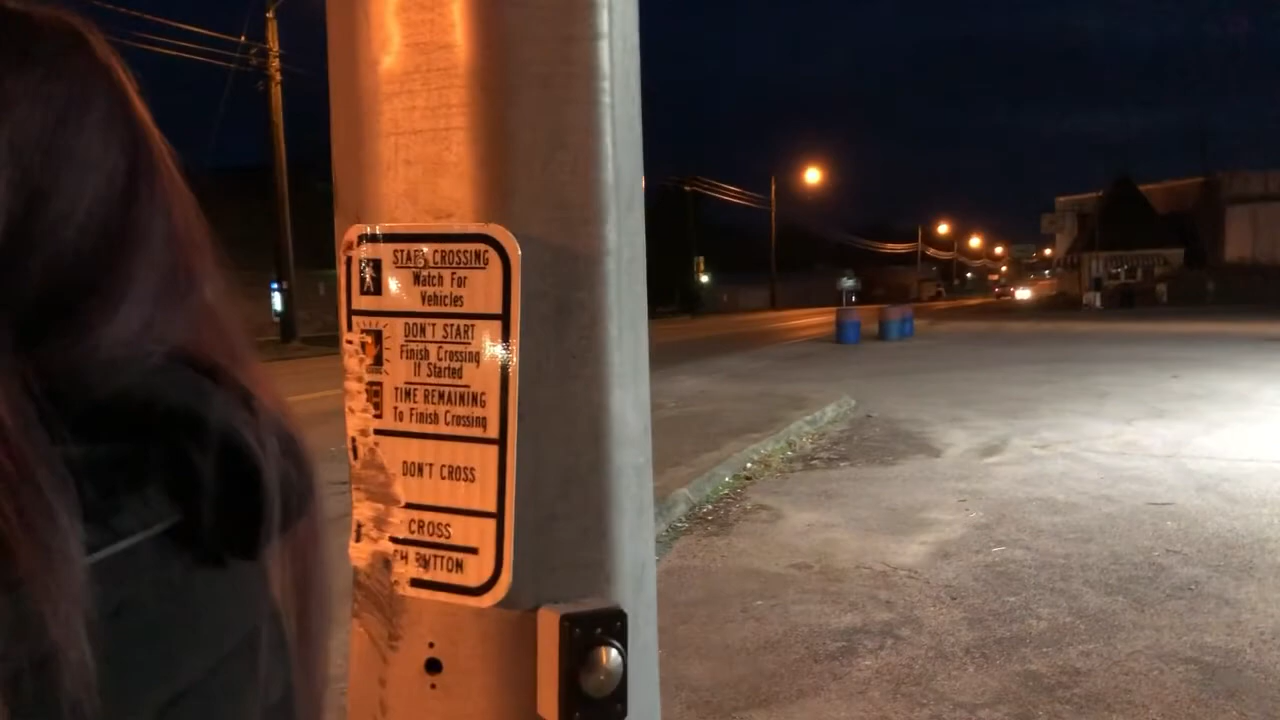 START CROSSING
Watch For
Vehicles
DON'T START
Finish Crossing
If Started
TIME REMAINING
To Finish Crossing
DON'T CROSS
CROSS
BUTTON